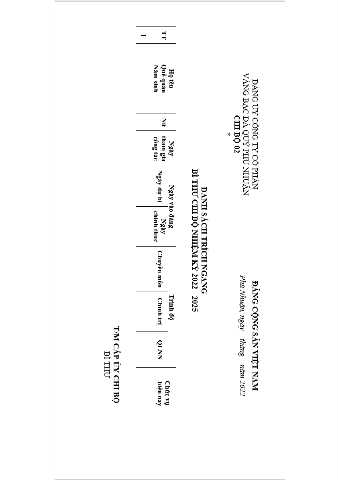 ĐẢNG ỦY CÔNG TY CỔ PHẦN
VÀNG BẠC ĐÁ QUÝ PHÚ NHUẬN
CHI BỘ 02
*
ĐẢNG CỘNG SẢN VIỆT NAM
Phú Nhuận, ngày tháng năm 2022
DANH SÁCH TRÍCH NGANG
BÍ THƯ CHI BỘ NHIỆM KỲ 2022 2025
TT
Họ tên
Quê quán
Năm sinh
Nữ
Ngày
tham gia
công tác
Ngày vào đảng
Ngày dự bị
Ngày
chính thức
Trình độ
Chuyên môn
Chính trị
QLNN
Chức vụ
hiện nay
1
T/M CẤP ỦY CHI BỘ
BÍ THƯ